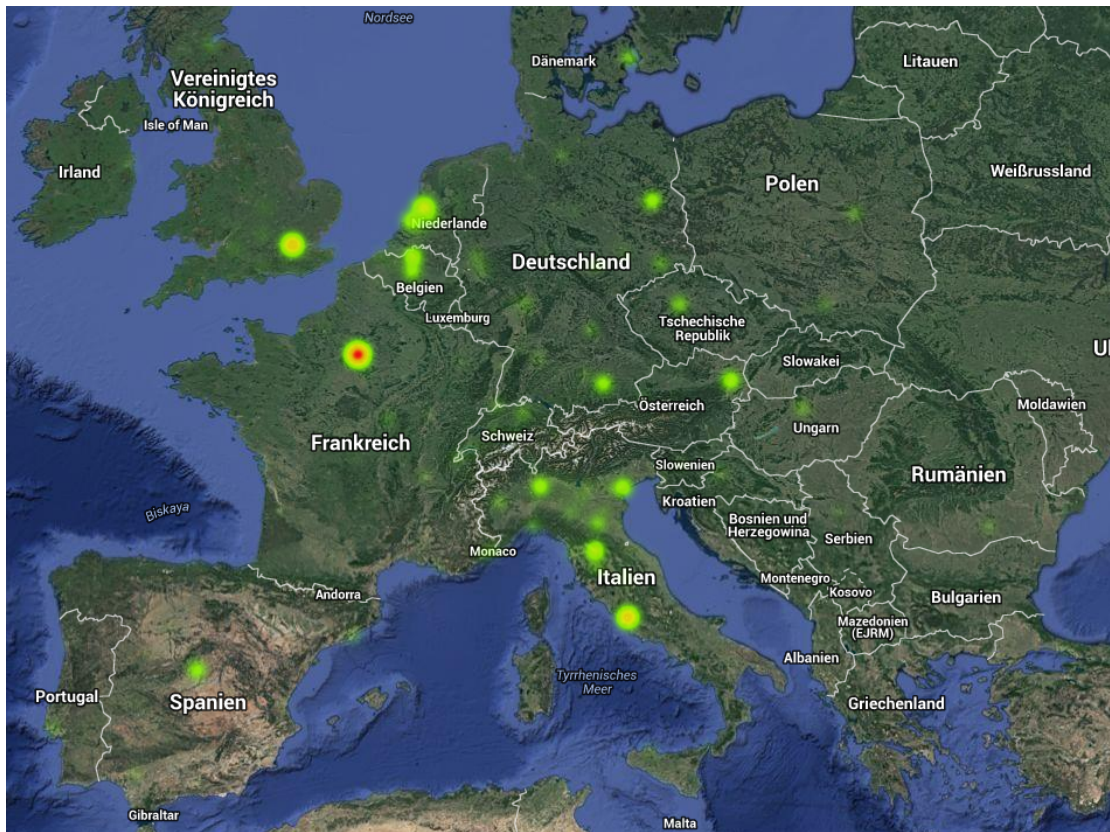 Nordsee
Dänemark
Litauen
Vereinigtes
Königreich
Isle of Man
Irland
Polen
Weißrussland
Niederlande
Deutschland
Belgien
Luxemburg
Tschechische
Republik
Slowakei
Österreich
Moldawien
Ungarn
Frankreich
Schweiz
Slowenien
Rumänien
Kroatien
Biskaya
Bosnien und
Herzegowina
Serbien
Monaco
Italien
Montenegro
Kosovo
Andorra
Bulgarien
Mazedonien
(EJRM)
Albanien
Tyrrhenisches
Meer
Portugal
Spanien
Griechenland
Gibraltar
Malta